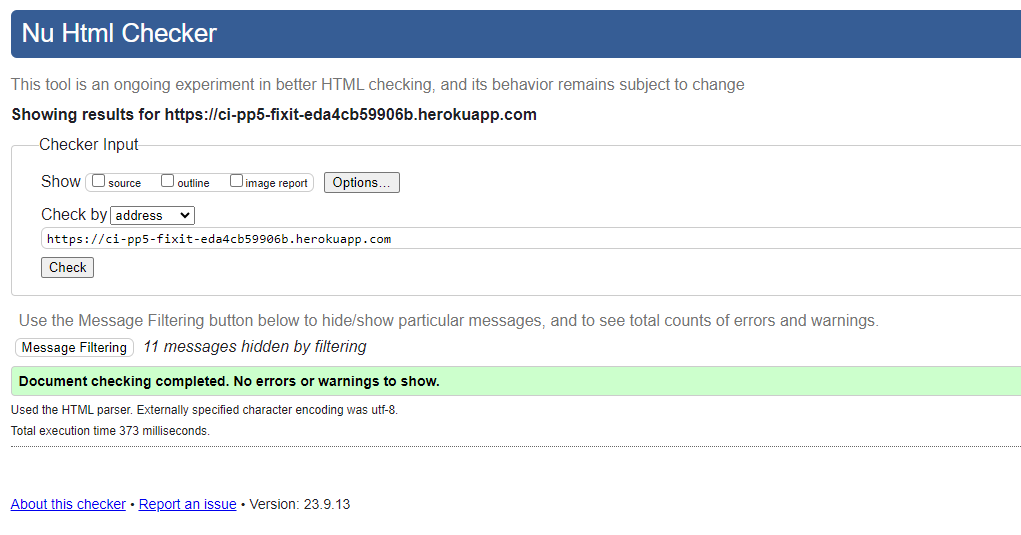 Nu Html Checker
This tool is an ongoing experiment in better HTML checking, and its behavior remains subject to change
Showing results for https://ci-pp5-fixit-eda4cb59906b.herokuapp.com
Checker Input
Show source outline image report Options...
Check by address
https://ci-pp5-fixit-eda4cb59906b.herokuapp.com
Check
Use the Message Filtering button below to hide/show particular messages, and to see total counts of errors and warnings.
Message Filtering 11 messages hidden by filtering
Document checking completed. No errors or warnings to show.
Used the HTML parser. Externally specified character encoding was utf-8.
Total execution time 373 milliseconds.
About this checker • Report an issue • Version: 23.9.13